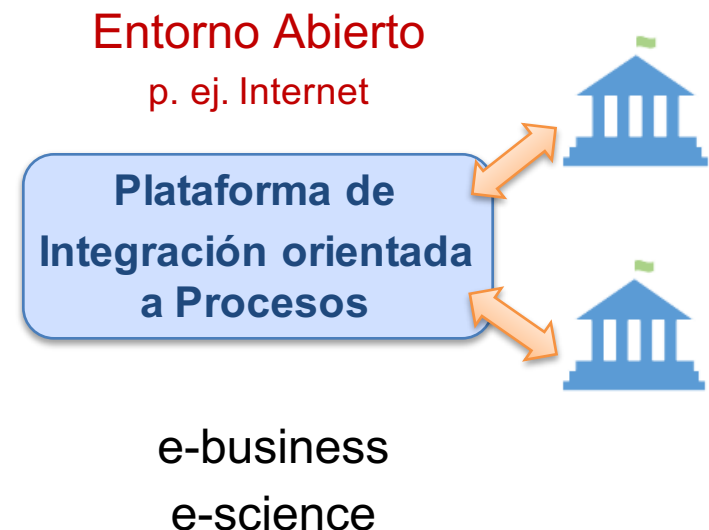 Entorno Abierto
p. ej. Internet
Plataforma de
Integración orientada
a Procesos
e-business
e-science